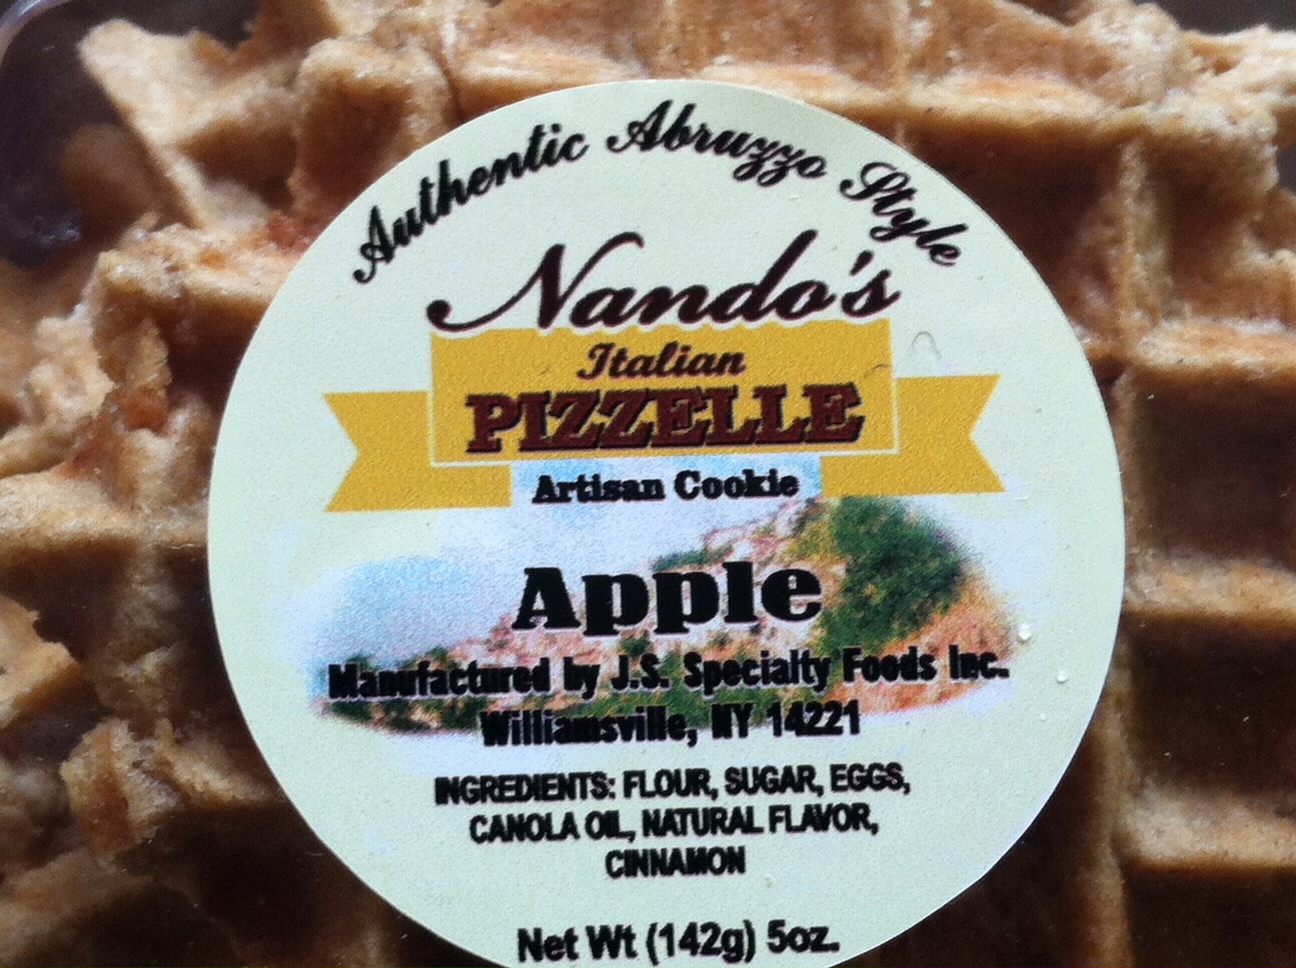 Authentic Abruzzo Style
Nando's
Italian
PIZZELLE
Artisan Cookie
Apple
Manufactured by J.S. Specialty Foods Inc.
Williamsville, NY 14221
INGREDIENTS: FLOUR, SUGAR, EGGS,
CANOLA OIL, NATURAL FLAVOR,
CINNAMON
Net Wt (142g) 5oz.